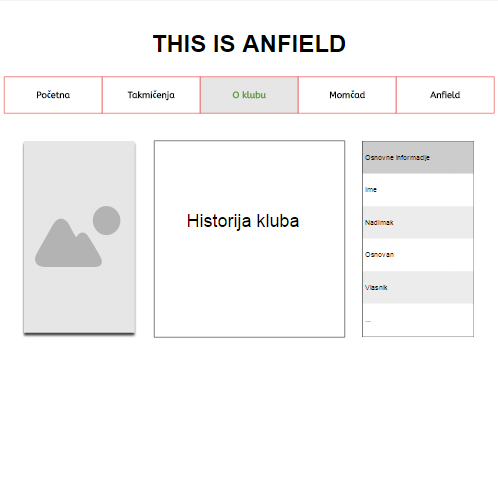 THIS IS ANFIELD
Početna
Takmičenja
O klubu
Momčad
Anfield
Historija kluba
Osnovne informacije
Ime
Nadimak
Osnovan
Vlasnik
...